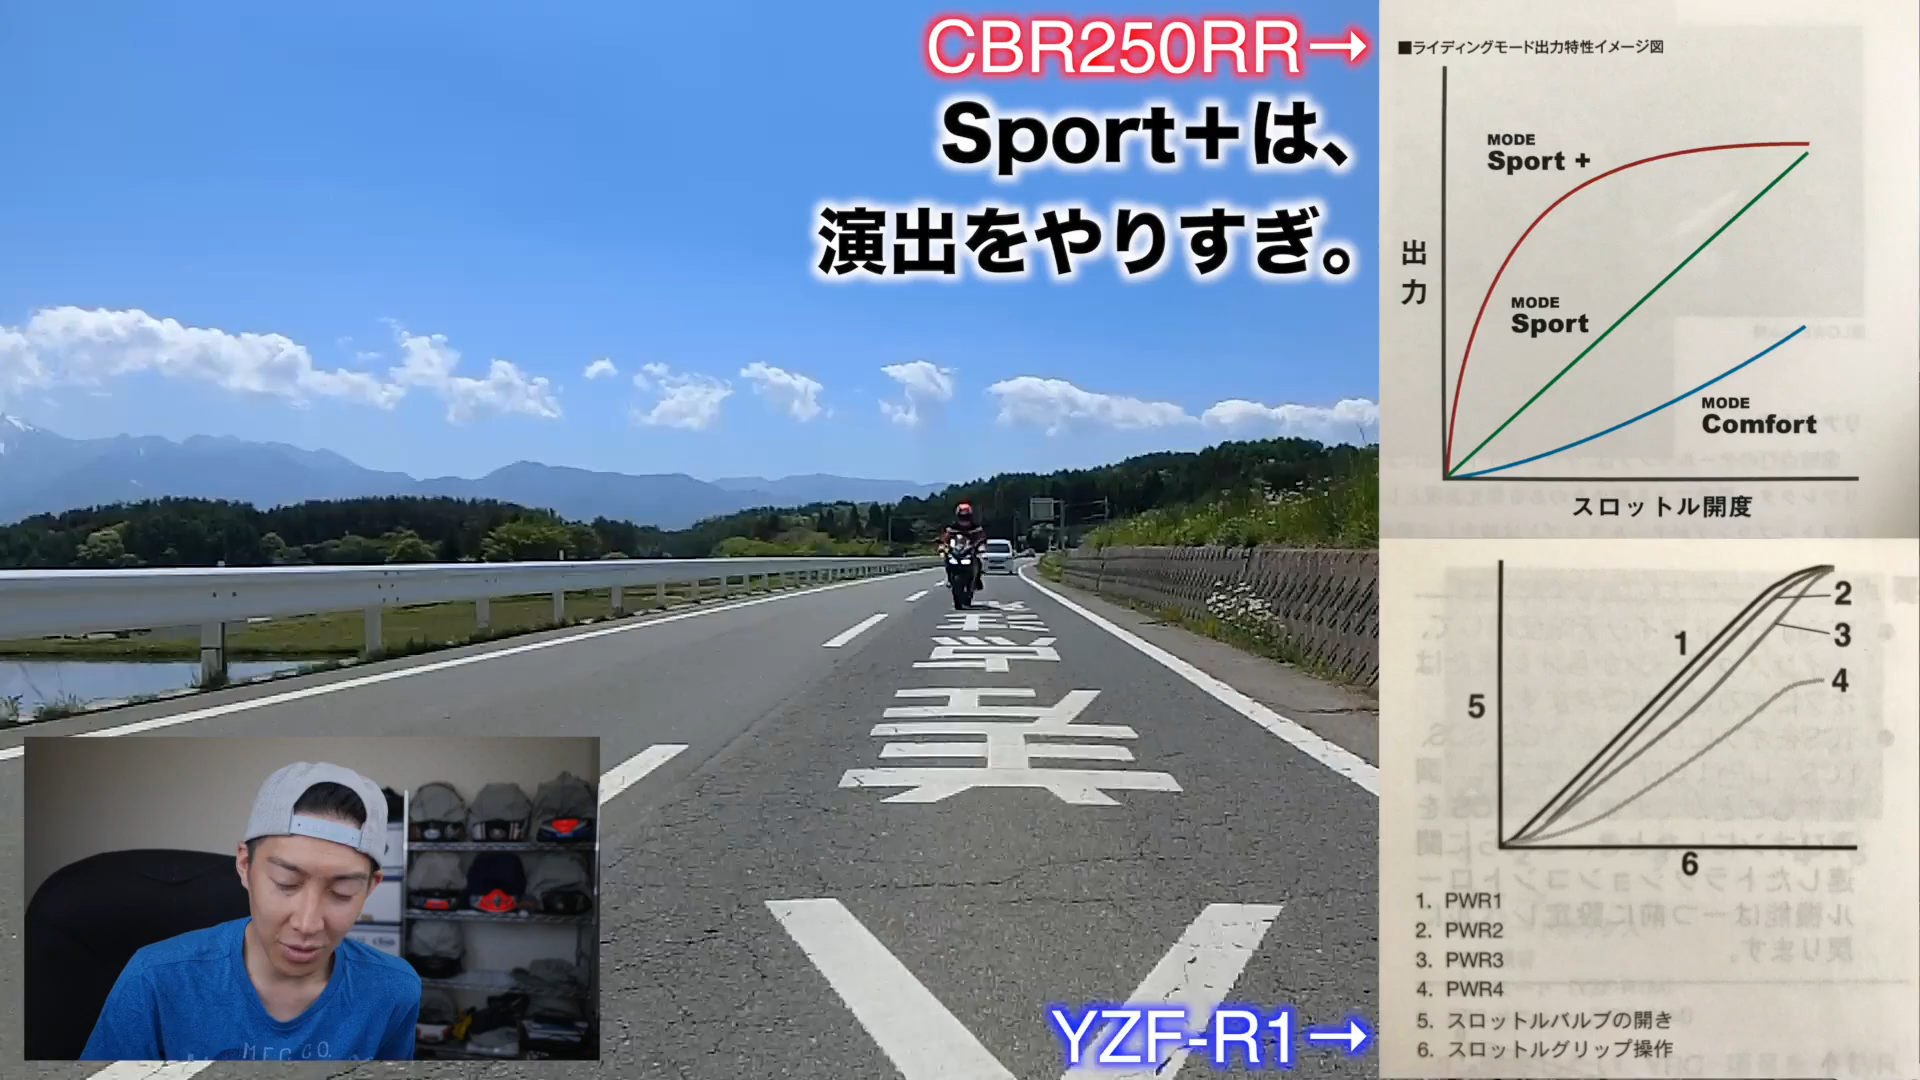 CBR250RR→
Sport+は、
演出をやりすぎ。
■ライディングモード出力特性イメージ図
MODE
Sport +
MODE
Sport
MODE
Comfort
出力
スロットル開度
1
2
3
4
5
6
1. PWR1
2. PWR2
3. PWR3
4. PWR4
5. スロットルバルブの開き
6. スロットルグリップ操作
YZF-R1→
MFG CO.